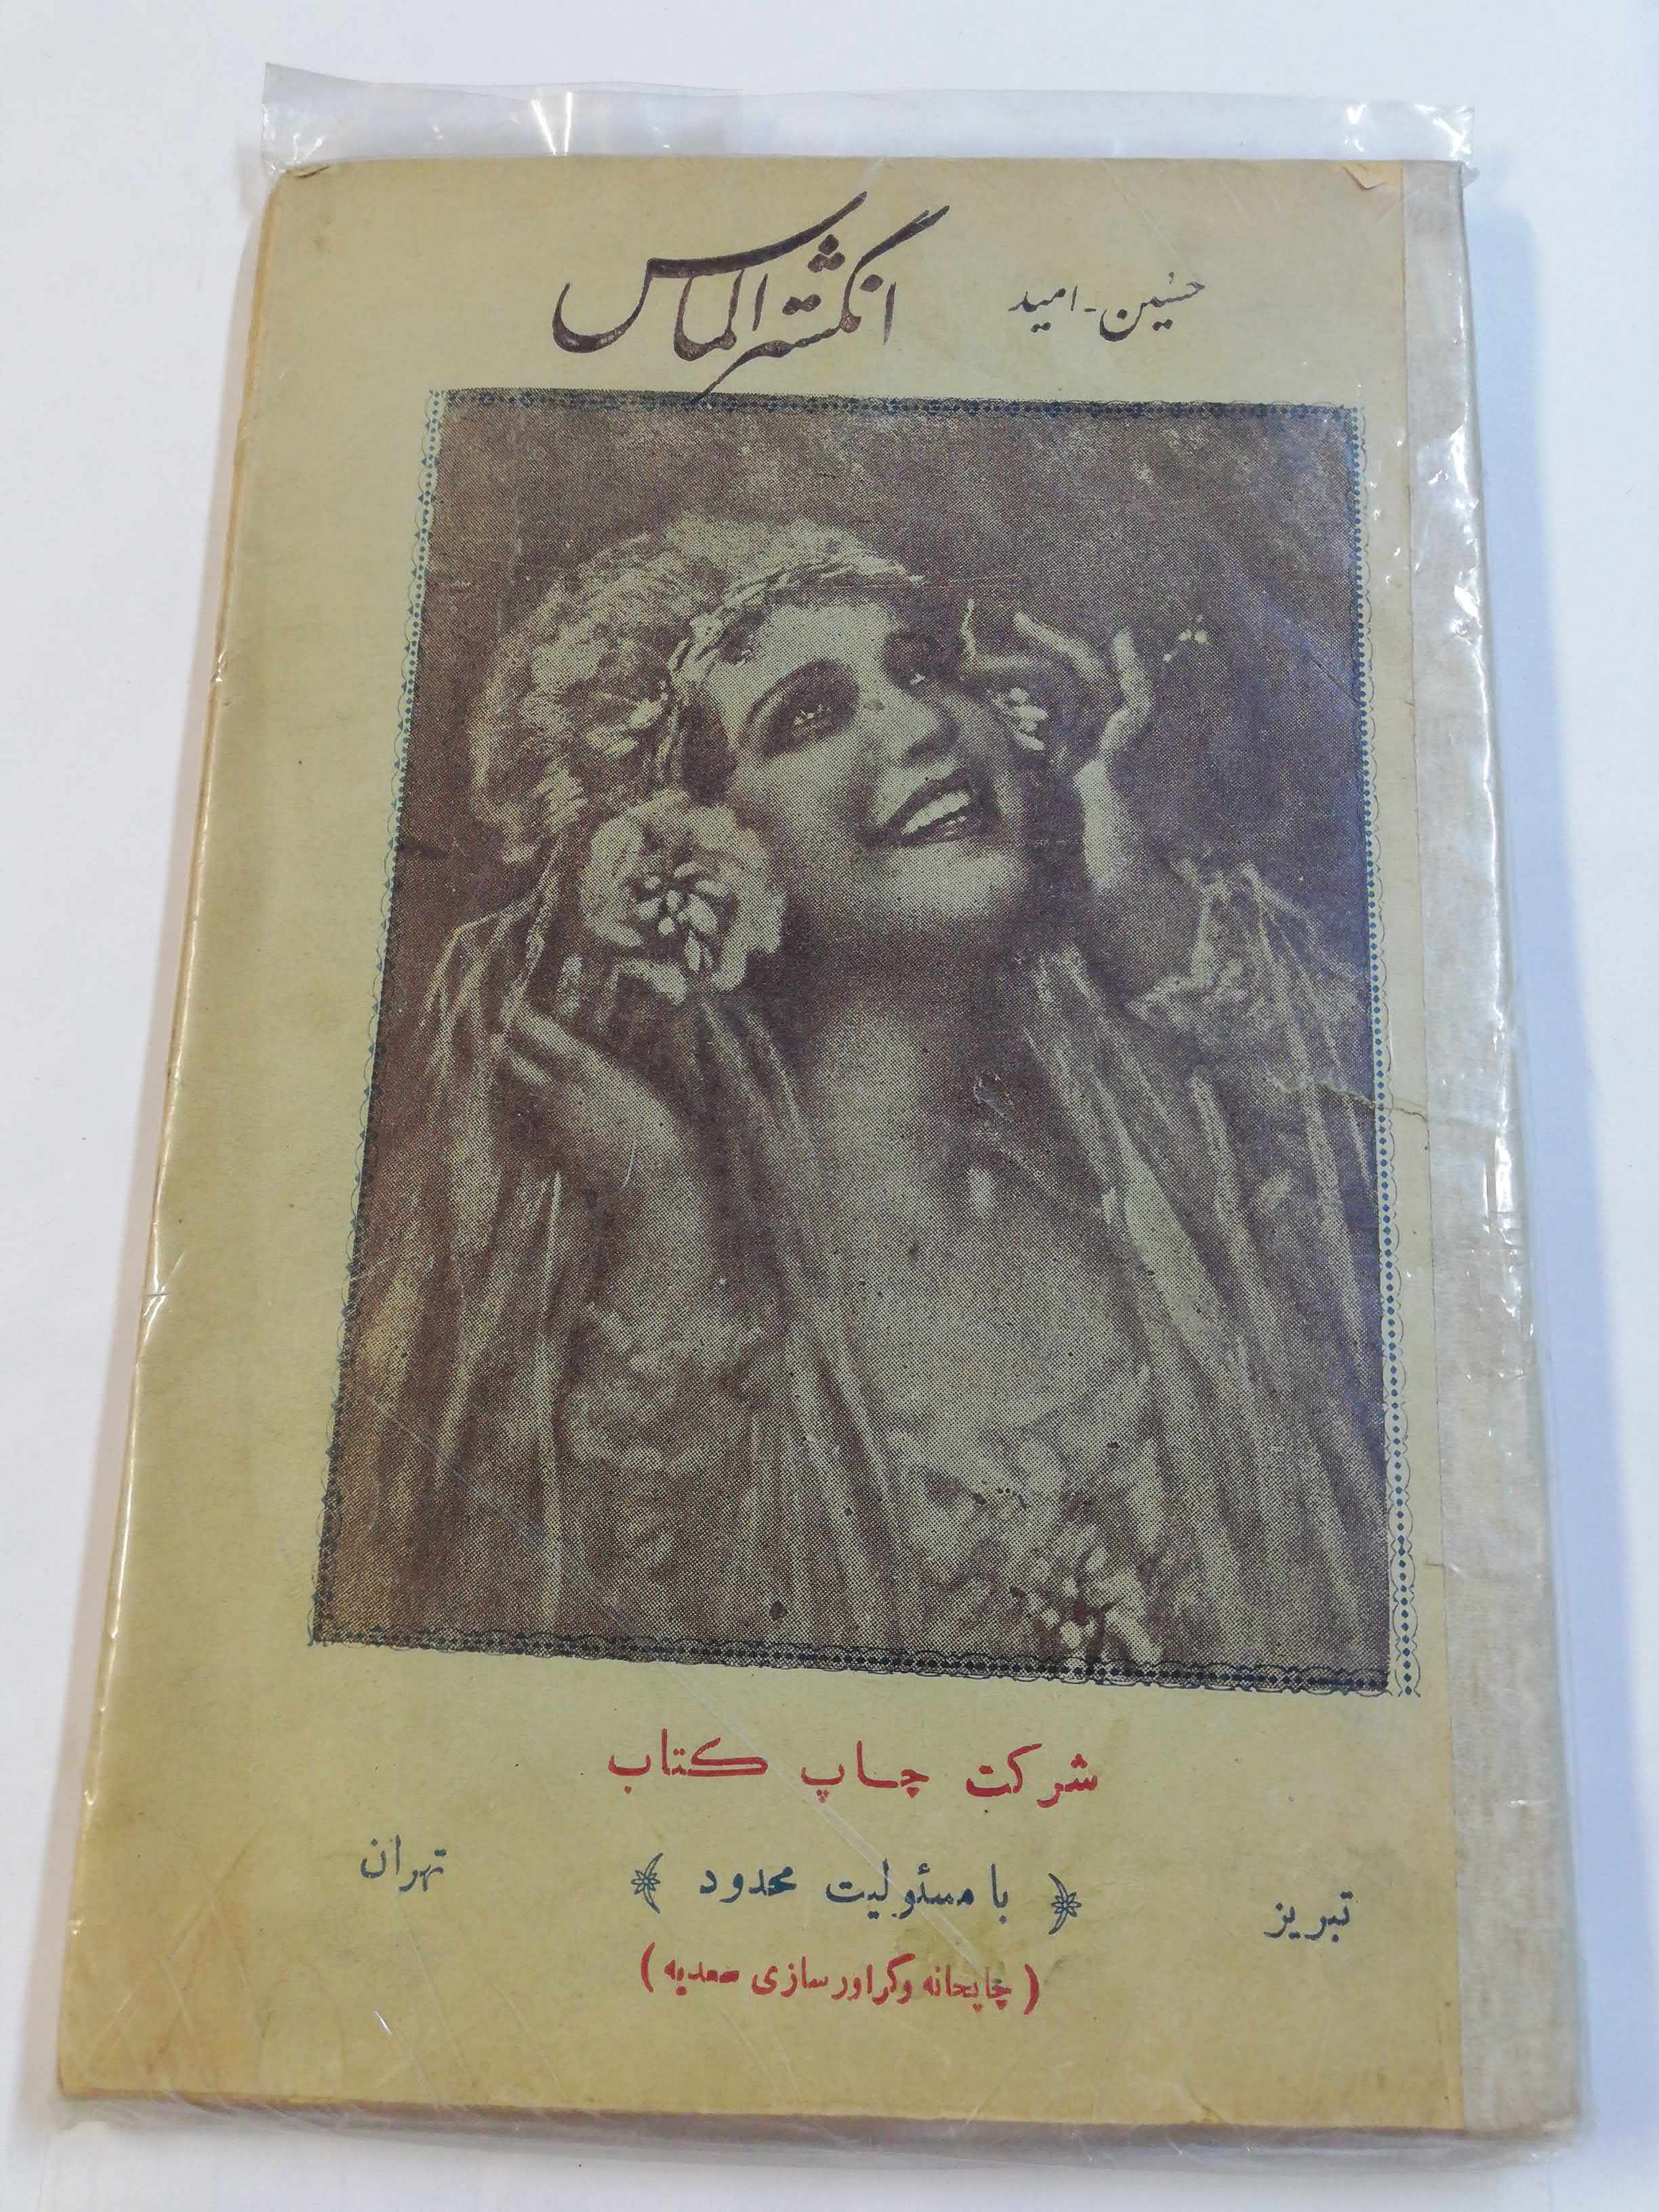 حسین - امید
انگشتر الماس
شرکت چاپ کتاب
تبریز ﴿ با مسئولیت محدود ﴾ تهران
( چاپخانه وگراورسازی سعدیه )